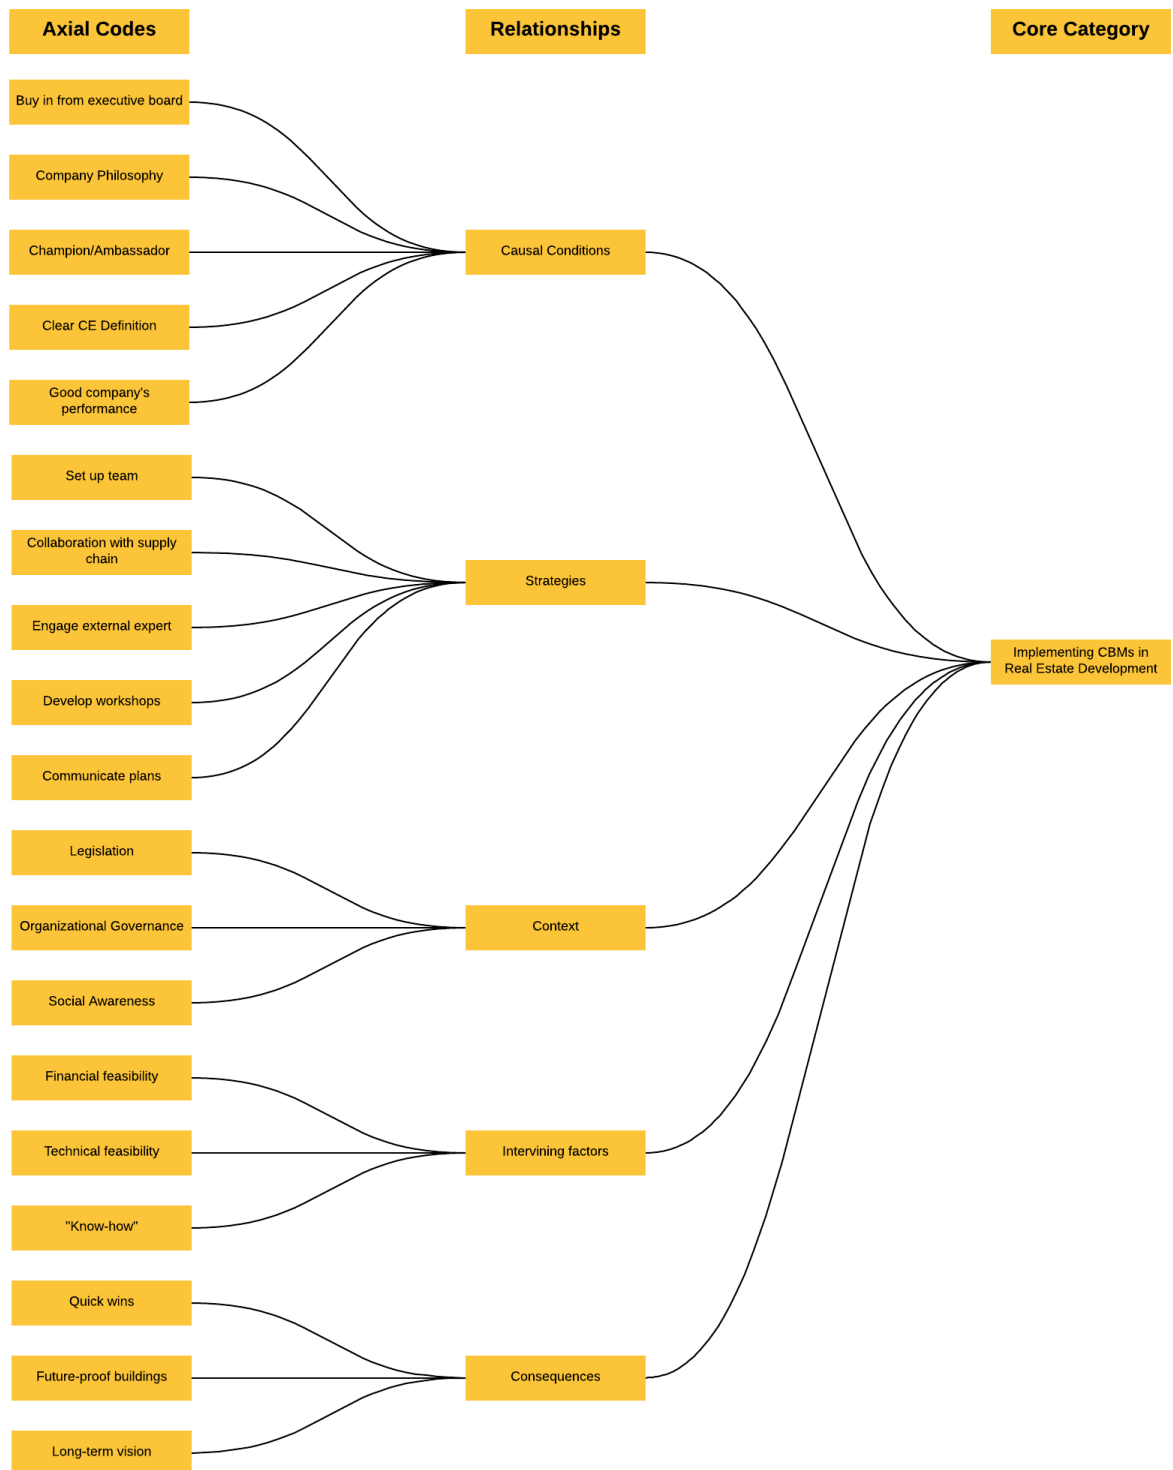 Axial Codes
Relationships
Core Category
Buy in from executive board
Company Philosophy
Champion/Ambassador
Causal Conditions
Clear CE Definition
Good company's
performance
Set up team
Collaboration with supply
chain
Strategies
Engage external expert
Implementing CBMs in
Real Estate Development
Develop workshops
Communicate plans
Legislation
Organizational Governance
Context
Social Awareness
Financial feasibility
Technical feasibility
Intervining factors
"Know-how"
Quick wins
Future-proof buildings
Consequences
Long-term vision